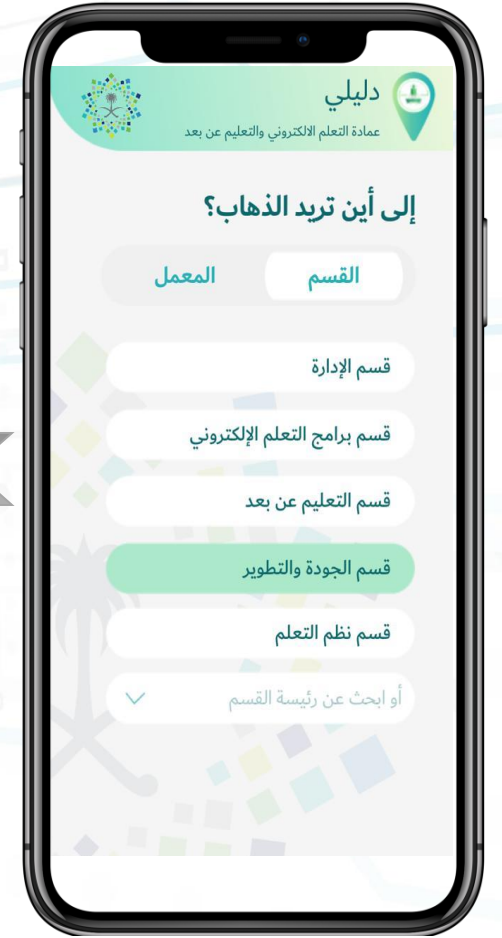 دليلي
عمادة التعلم الالكتروني والتعليم عن بعد
إلى أين تريد الذهاب؟
القسم
المعمل
قسم الإدارة
قسم برامج التعلم الإلكتروني
قسم التعليم عن بعد
قسم الجودة والتطوير
قسم نظم التعلم
أو ابحث عن رئيسة القسم